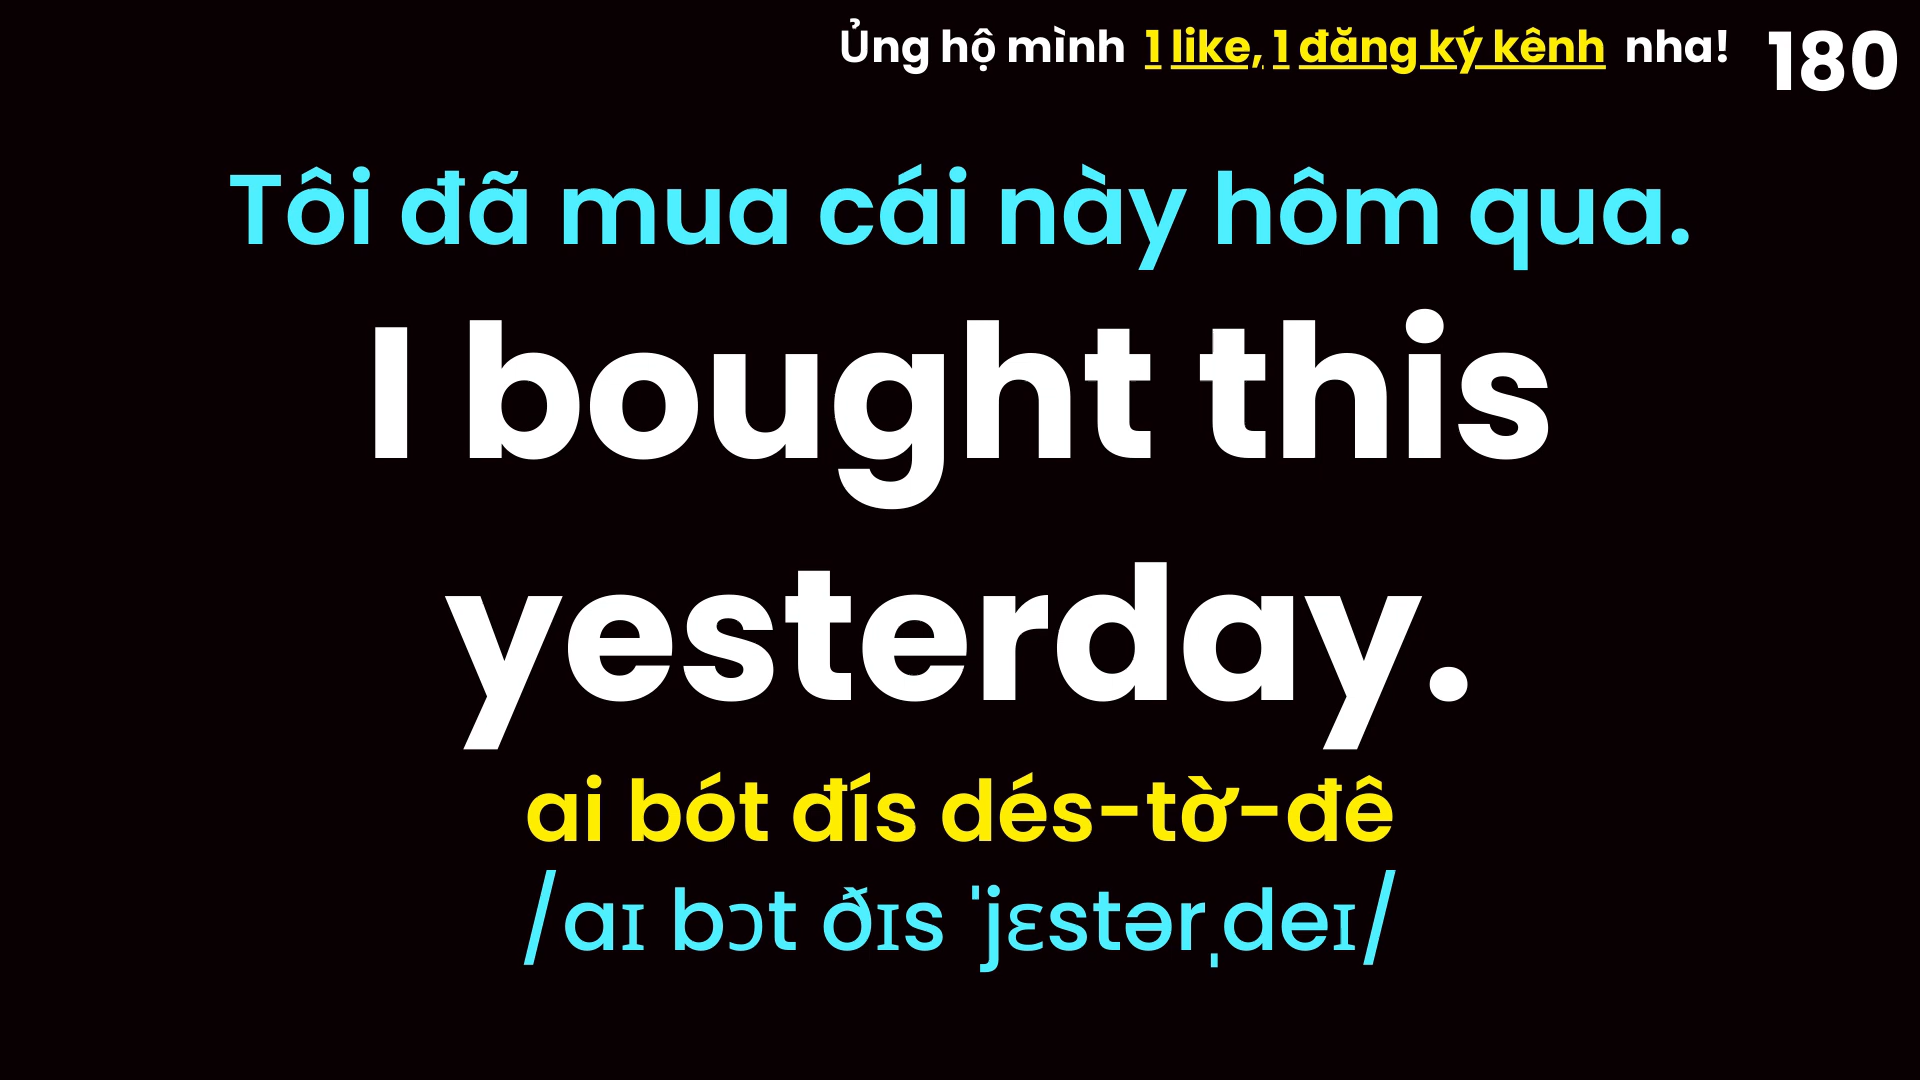 Ủng hộ mình 1 like, 1 đăng ký kênh nha! 180
Tôi đã mua cái này hôm qua.
I bought this
yesterday.
ai bót đís dés-tờ-đê
/aɪ bɔt ðɪs ˈjɛstərˌdeɪ/